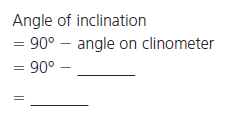 Angle of inclination
= 90° − angle on clinometer
= 90° − ________
= ________